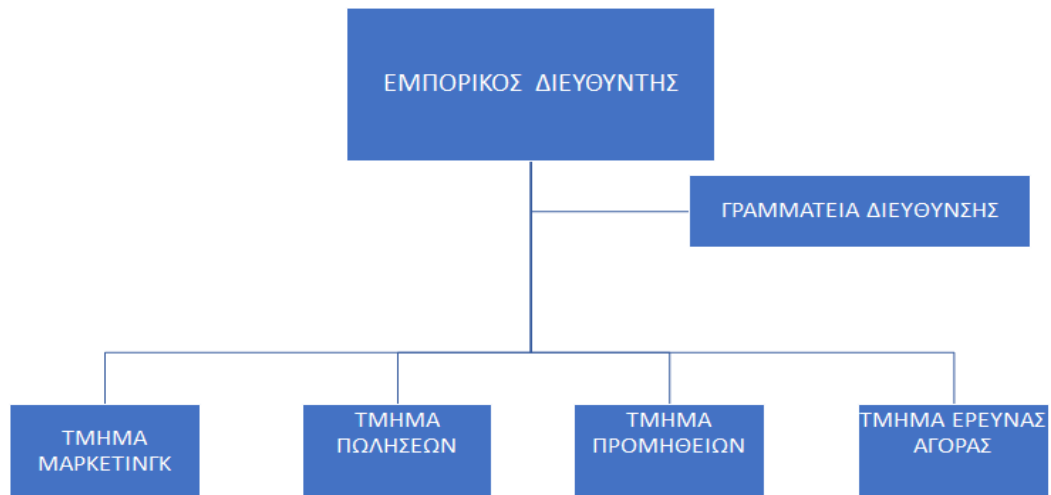 ΕΜΠΟΡΙΚΟΣ ΔΙΕΥΘΥΝΤΗΣ
ΓΡΑΜΜΑΤΕΙΑ ΔΙΕΥΘΥΝΣΗΣ
ΤΜΗΜΑ
ΜΑΡΚΕΤΙΝΓΚ
ΤΜΗΜΑ
ΠΩΛΗΣΕΩΝ
ΤΜΗΜΑ
ΠΡΟΜΗΘΕΙΩΝ
ΤΜΗΜΑ ΕΡΕΥΝΑΣ
ΑΓΟΡΑΣ